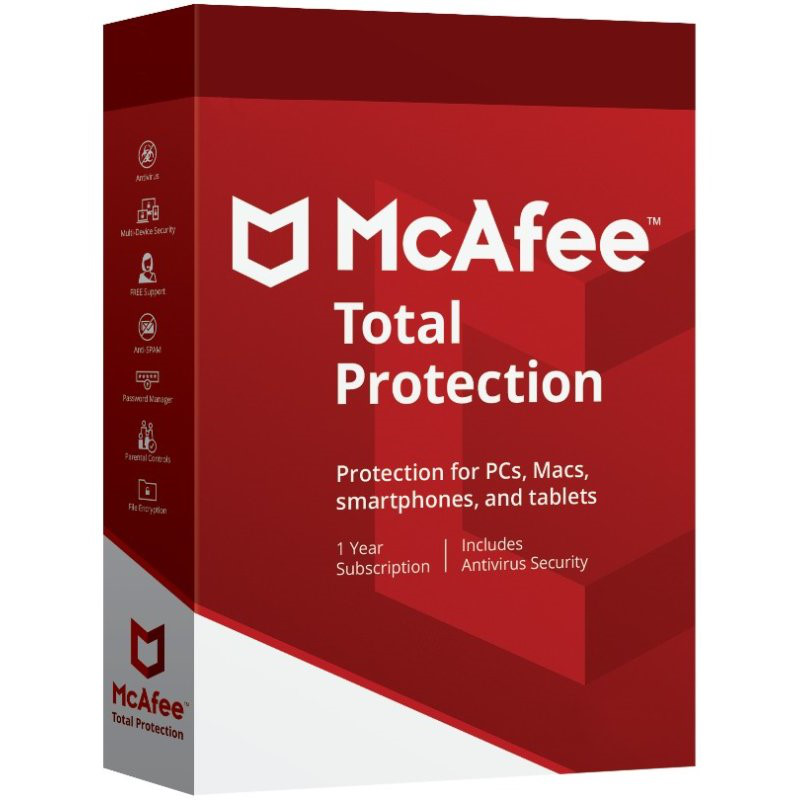 Antivirus
Multi-Device Security
FREE Support
Anti-SPAM
Password Manager
Parental Controls
File Encryption
McAfee™
Total Protection
McAfee™
Total
Protection
Protection for PCs, Macs,
smartphones, and tablets
1 Year
Subscription
Includes
Antivirus Security